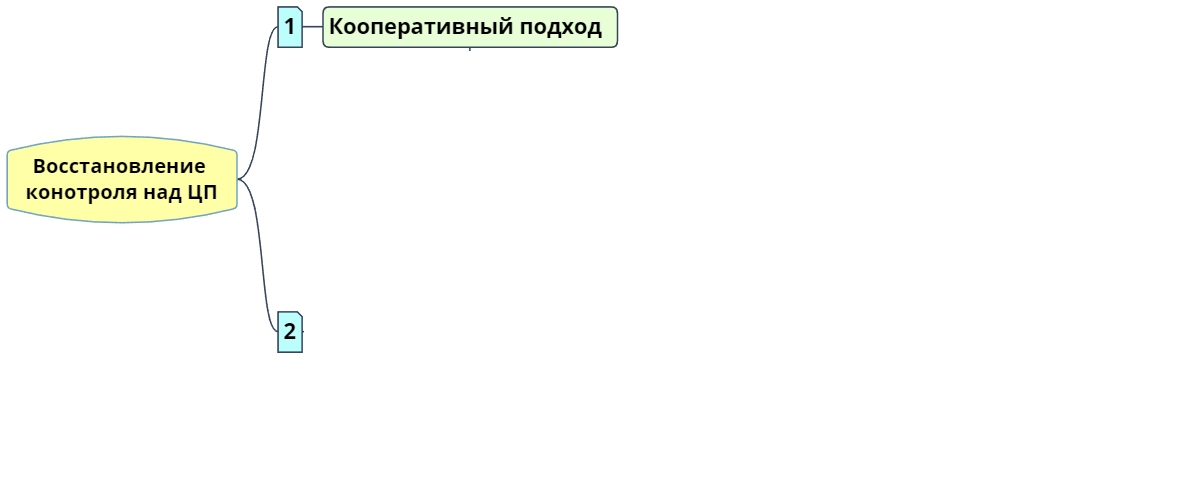 1
Кооперативный подход
Восстановление
конотроля над ЦП
2